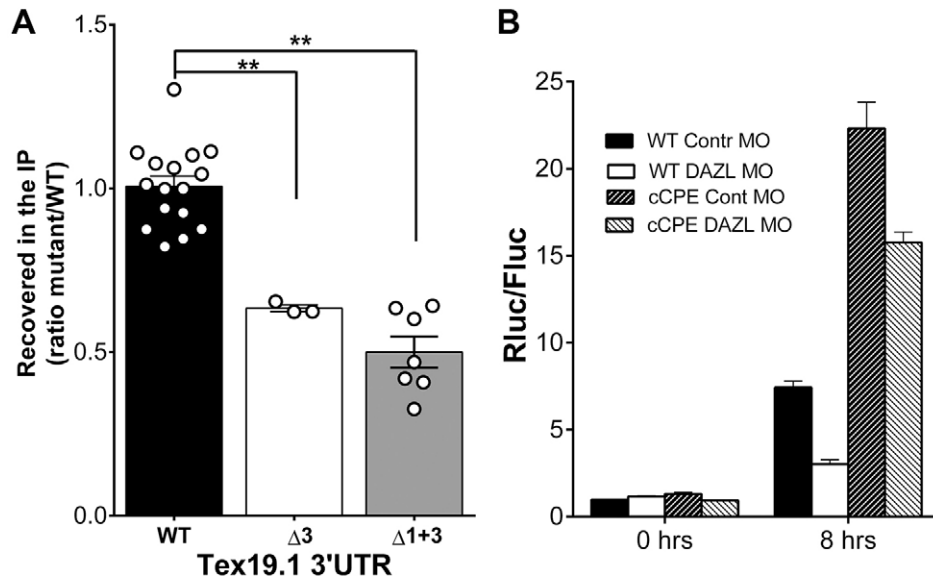 A
1.5
1.0
0.5
0.0
Recovered in the IP
(ratio mutant/WT)
**
**
WT
Δ3
Δ1+3
Tex19.1 3'UTR
B
25
20
15
10
5
0
Rluc/Fluc
WT Contr MO
WT DAZL MO
cCPE Cont MO
cCPE DAZL MO
0 hrs
8 hrs